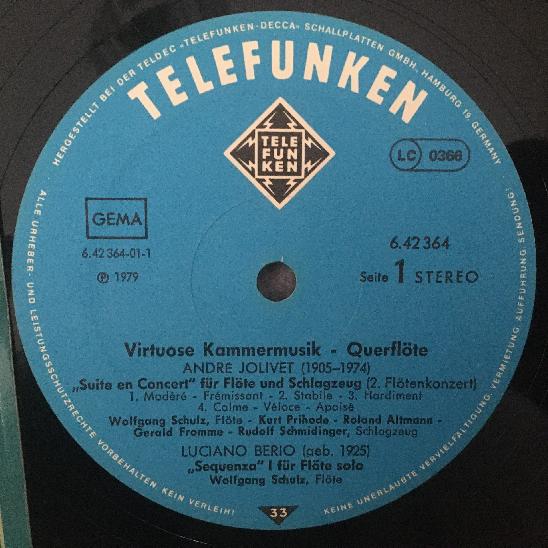 HERGESTELLT BEI DER TELDEC »TELEFUNKEN-DECCA« SCHALLPLATTEN GMBH., HAMBURG 19, GERMANY
TELEFUNKEN
TELE
FUN
KEN
LC 0366
GEMA
6.42364-01-1
℗ 1979
6.42364
Seite 1 STEREO
Virtuose Kammermusik - Querflöte
ANDRE JOLIVET (1905-1974)
„Suite en Concert" für Flöte und Schlagzeug (2. Flötenkonzert)
1. Modéré - Frémissant - 2. Stabile - 3. Hardiment
4. Calme - Véloce - Apaisé
Wolfgang Schulz, Flöte - Kurt Prihoda - Roland Altmann -
Gerald Fromme - Rudolf Schmidinger, Schlagzeug
LUCIANO BERIO (geb. 1925)
„Sequenza" I für Flöte solo
Wolfgang Schulz, Flöte
33
ALLE URHEBER- UND LEISTUNGSSCHUTZRECHTE VORBEHALTEN KEIN VERLEIH!
KEINE UNERLAUBTE VERVIELFÄLTIGUNG, VERMIETUNG, AUFFÜHRUNG, SENDUNG!